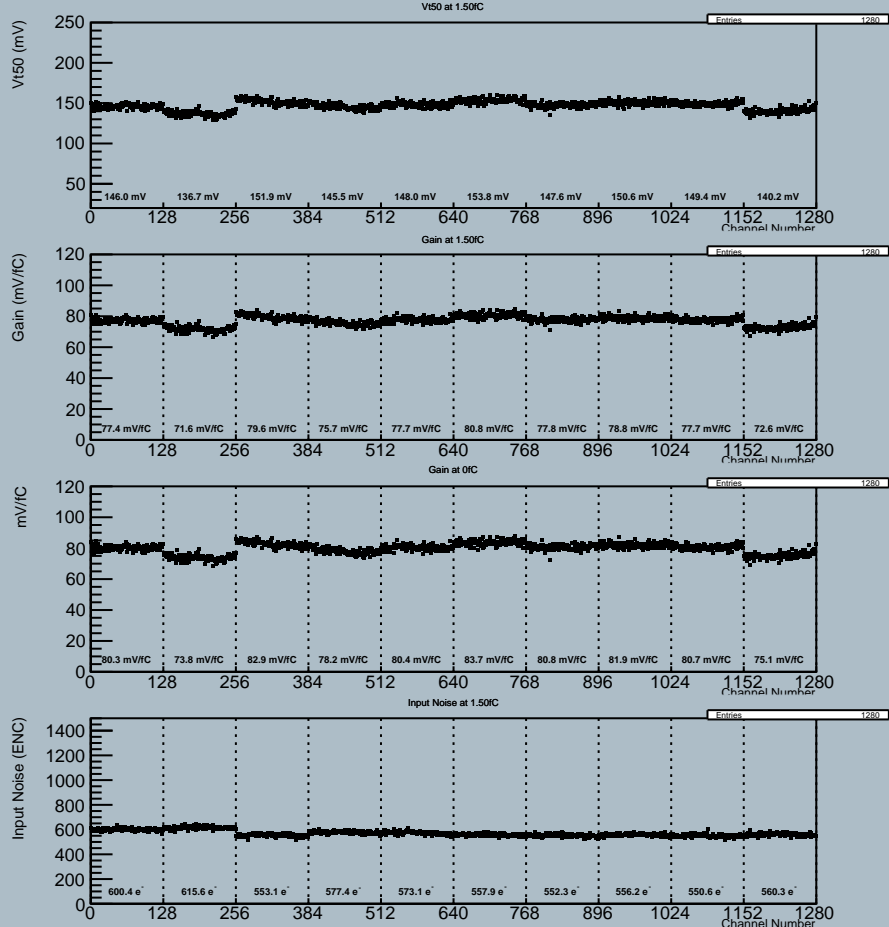 Vt50 at 1.50fC
Entries 1280
Vt50 (mV)
250
200
150
100
50
146.0 mV 136.7 mV 151.9 mV 145.5 mV 148.0 mV 153.8 mV 147.6 mV 150.6 mV 149.4 mV 140.2 mV
0 128 256 384 512 640 768 896 1024 1152 1280
Channel Number
Gain at 1.50fC
Entries 1280
Gain (mV/fC)
120
100
80
60
40
20
0
77.4 mV/fC 71.6 mV/fC 79.6 mV/fC 75.7 mV/fC 77.7 mV/fC 80.8 mV/fC 77.8 mV/fC 78.8 mV/fC 77.7 mV/fC 72.6 mV/fC
0 128 256 384 512 640 768 896 1024 1152 1280
Channel Number
Gain at 0fC
Entries 1280
mV/fC
120
100
80
60
40
20
0
80.3 mV/fC 73.8 mV/fC 82.9 mV/fC 78.2 mV/fC 80.4 mV/fC 83.7 mV/fC 80.8 mV/fC 81.9 mV/fC 80.7 mV/fC 75.1 mV/fC
0 128 256 384 512 640 768 896 1024 1152 1280
Channel Number
Input Noise at 1.50fC
Entries 1280
Input Noise (ENC)
1400
1200
1000
800
600
400
200
0
600.4 e⁻ 615.6 e⁻ 553.1 e⁻ 577.4 e⁻ 573.1 e⁻ 557.9 e⁻ 552.3 e⁻ 556.2 e⁻ 550.6 e⁻ 560.3 e⁻
0 128 256 384 512 640 768 896 1024 1152 1280
Channel Number